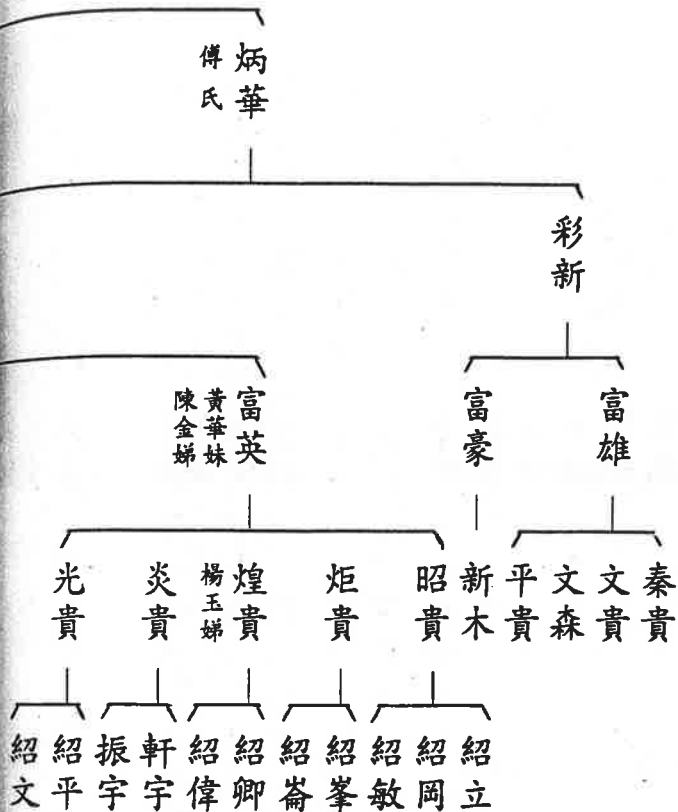 炳華
傅氏
彩新
富雄
富豪
富英
黃華妹
陳金娣
秦貴
文貴
文森
平貴
新木
昭貴
炬貴
煌貴
楊玉娣
炎貴
光貴
紹立
紹岡
紹敏
紹峯
紹崙
紹卿
紹偉
軒宇
振宇
紹平
紹文